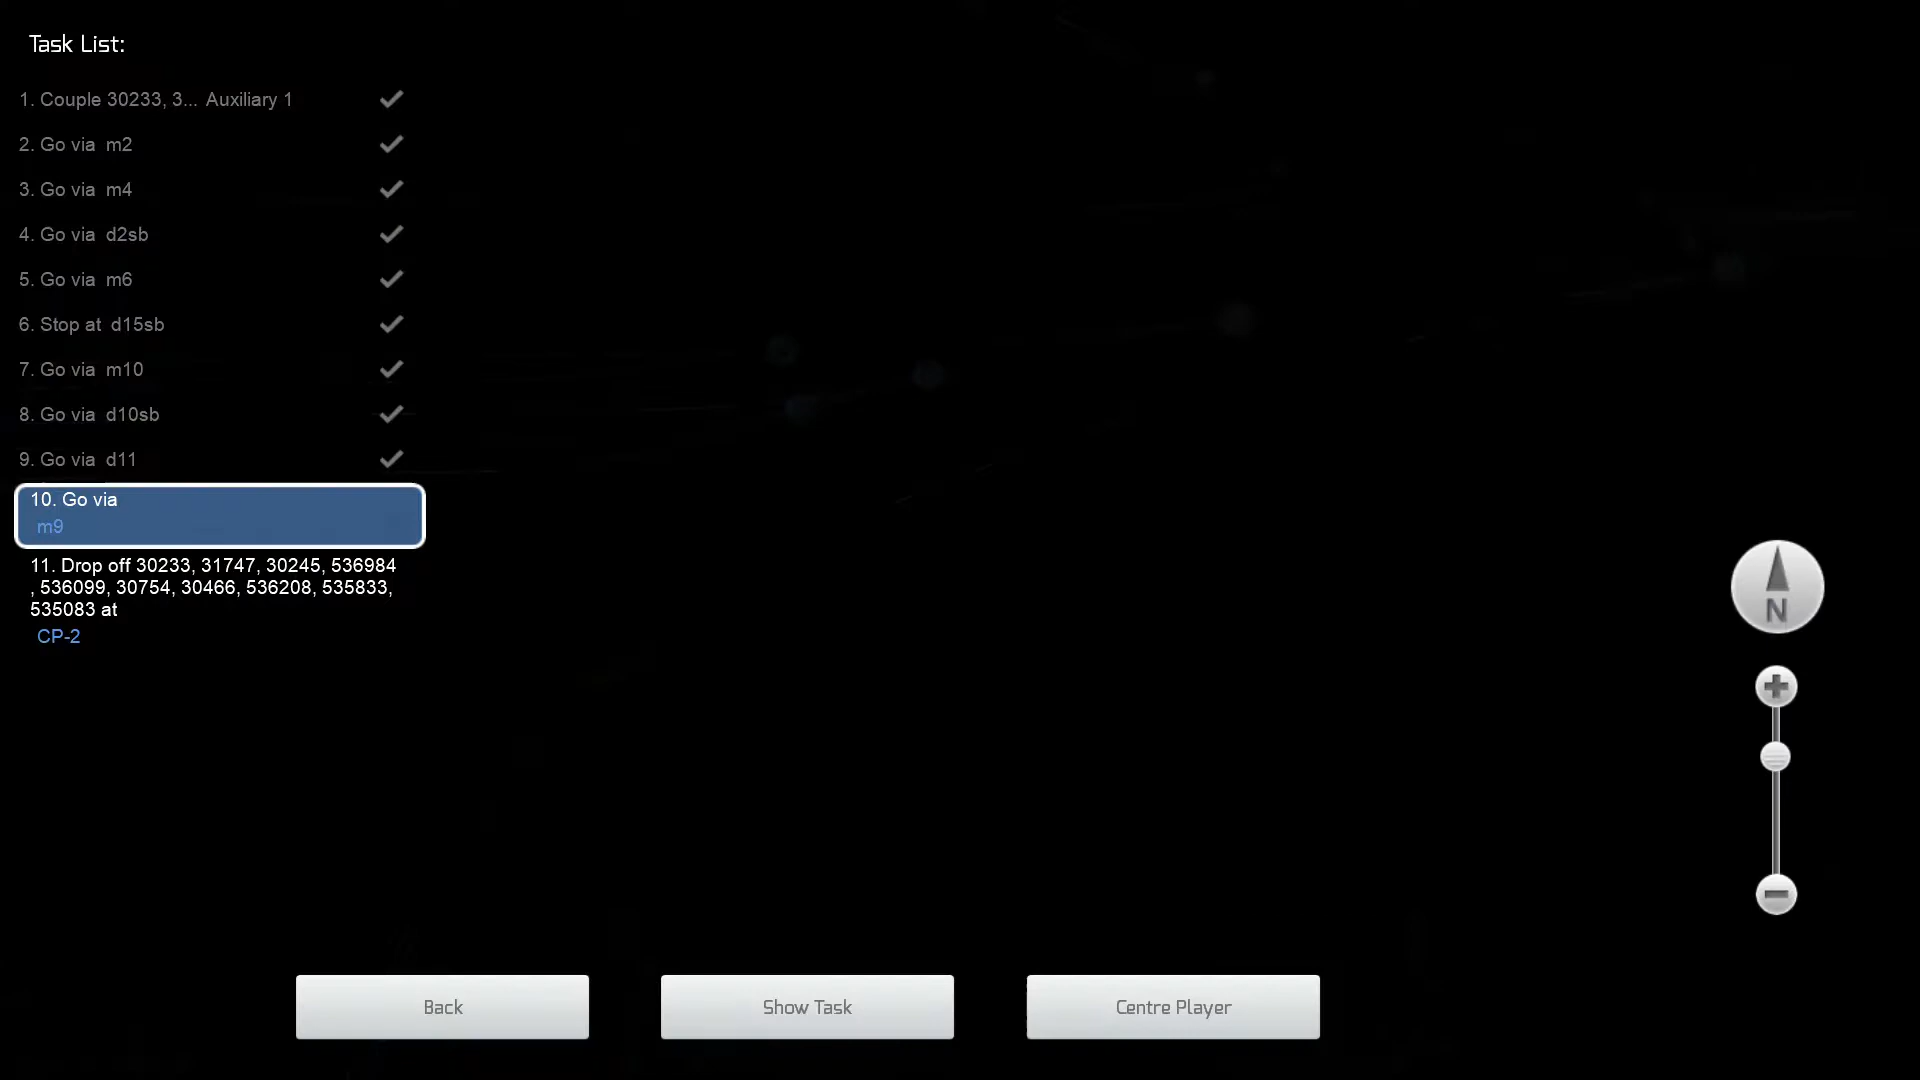 Task List:
1. Couple 30233, 3... Auxiliary 1
2. Go via m2
3. Go via m4
4. Go via d2sb
5. Go via m6
6. Stop at d15sb
7. Go via m10
8. Go via d10sb
9. Go via d11
10. Go via
m9
11. Drop off 30233, 31747, 30245, 536984
, 536099, 30754, 30466, 536208, 535833,
535083 at
CP-2
N
Back
Show Task
Centre Player